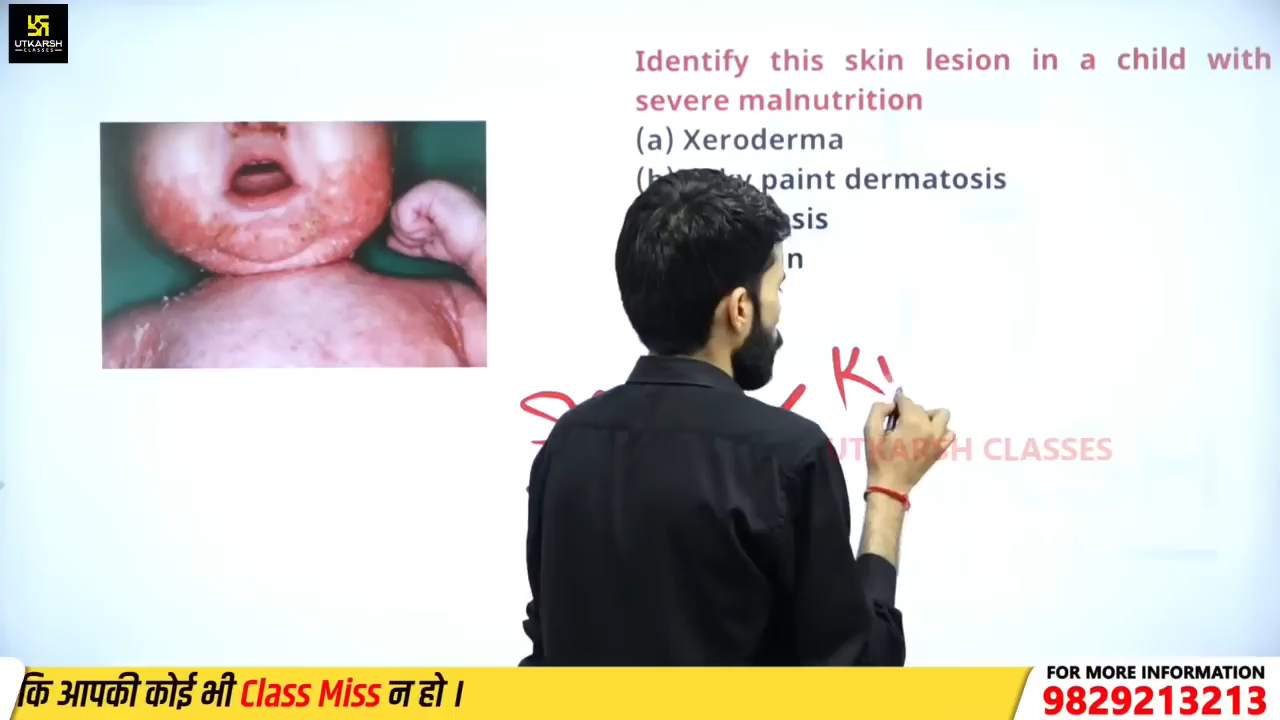 UTKARSH
CLASSES
Identify this skin lesion in a child with
severe malnutrition
(a) Xeroderma
paint dermatosis
UTKARSH CLASSES
कि आपकी कोई भी Class Miss न हो ।
FOR MORE INFORMATION
9829213213